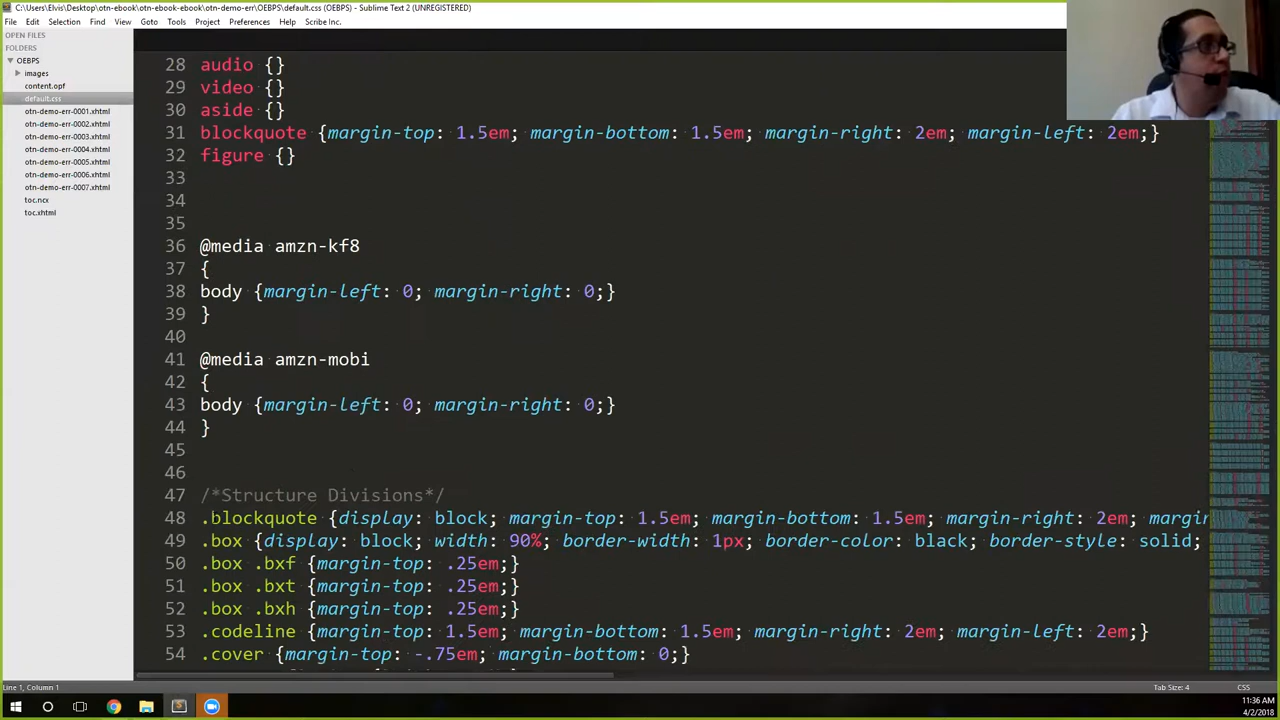 C:\Users\Elvis\Desktop\otn-ebook\otn-ebook-ebook\otn-demo-err\OEBPS\default.css (OEBPS) - Sublime Text 2 (UNREGISTERED)
File Edit Selection Find View Goto Tools Project Preferences Help Scribe Inc.
OPEN FILES
FOLDERS
OEBPS
images
content.opf
default.css
otn-demo-err-0001.xhtml
otn-demo-err-0002.xhtml
otn-demo-err-0003.xhtml
otn-demo-err-0004.xhtml
otn-demo-err-0005.xhtml
otn-demo-err-0006.xhtml
otn-demo-err-0007.xhtml
toc.ncx
toc.xhtml
28 audio {}
29 video {}
30 aside {}
31 blockquote {margin-top: 1.5em; margin-bottom: 1.5em; margin-right: 2em; margin-left: 2em;}
32 figure {}
33
34
35
36 @media amzn-kf8
37 {
38 body {margin-left: 0; margin-right: 0;}
39 }
40
41 @media amzn-mobi
42 {
43 body {margin-left: 0; margin-right: 0;}
44 }
45
46
47 /*Structure Divisions*/
48 .blockquote {display: block; margin-top: 1.5em; margin-bottom: 1.5em; margin-right: 2em; margin
49 .box {display: block; width: 90%; border-width: 1px; border-color: black; border-style: solid;
50 .box .bxf {margin-top: .25em;}
51 .box .bxt {margin-top: .25em;}
52 .box .bxh {margin-top: .25em;}
53 .codeline {margin-top: 1.5em; margin-bottom: 1.5em; margin-right: 2em; margin-left: 2em;}
54 .cover {margin-top: -.75em; margin-bottom: 0;}
Line 1, Column 1
Tab Size: 4
CSS
11:36 AM
4/2/2018